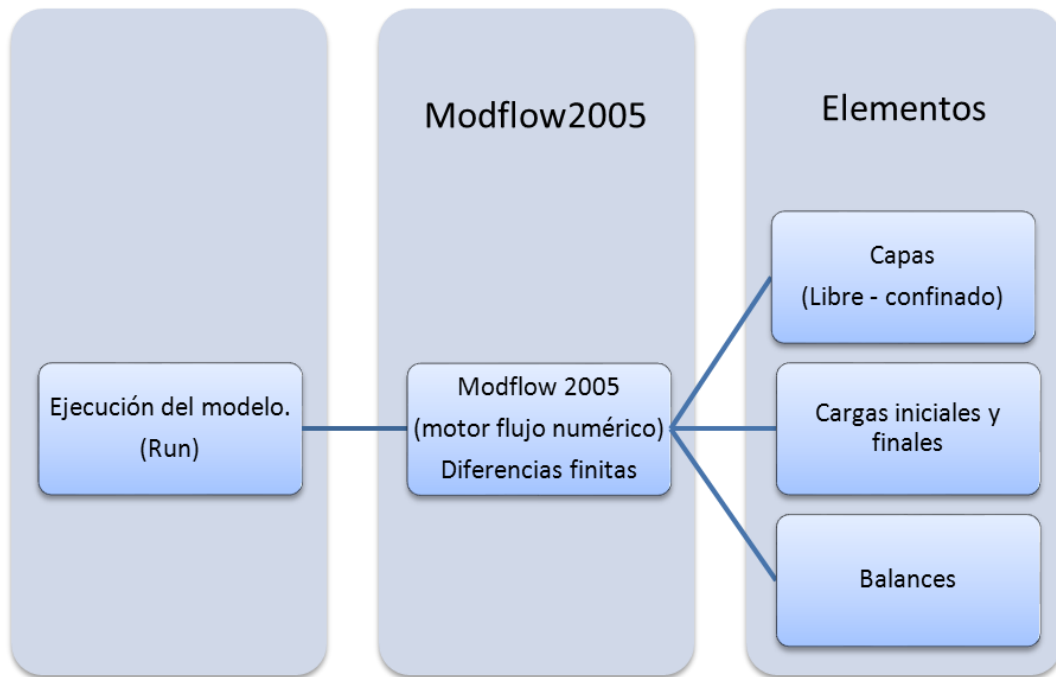 Modflow2005
Elementos
Ejecución del modelo.
(Run)
Modflow 2005
(motor flujo numérico)
Diferencias finitas
Capas
(Libre - confinado)
Cargas iniciales y
finales
Balances